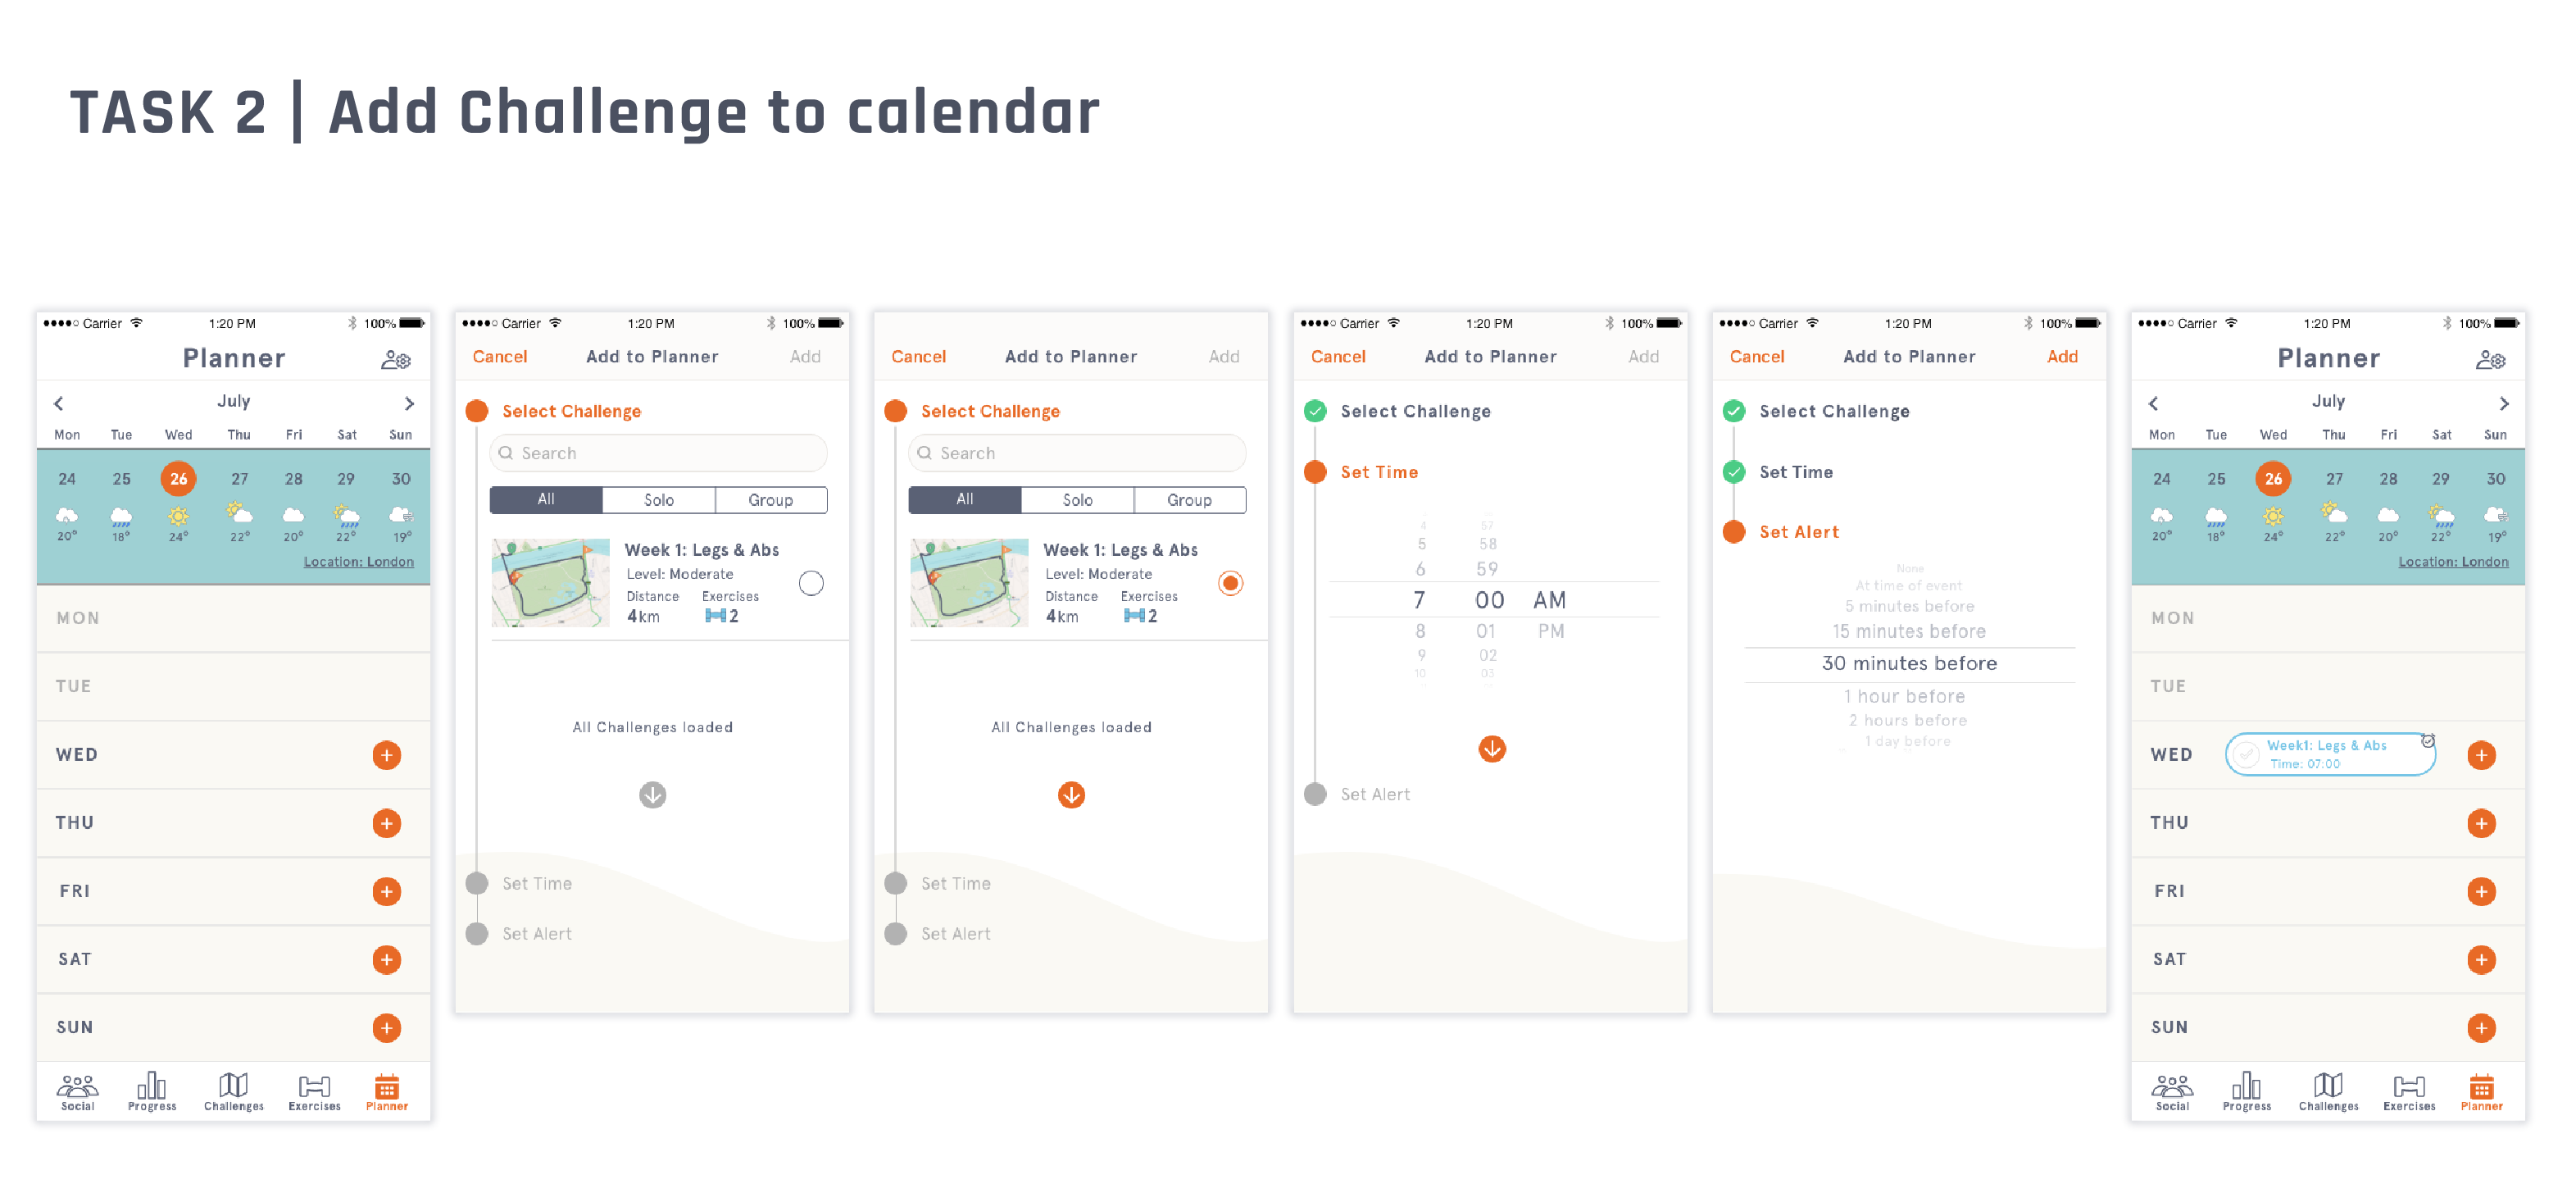 TASK 2 | Add Challenge to calendar
Carrier 1:20 PM 100%
Planner
July
Mon Tue Wed Thu Fri Sat Sun
24 25 26 27 28 29 30
20° 18° 24° 22° 20° 22° 19°
Location: London
MON
TUE
WED
THU
FRI
SAT
SUN
Social Progress Challenges Exercises Planner
Carrier 1:20 PM 100%
Cancel Add to Planner Add
Select Challenge
Search
All Solo Group
Week 1: Legs & Abs
Level: Moderate
Distance Exercises
4km 2
All Challenges loaded
Set Time
Set Alert
Cancel Add to Planner Add
Select Challenge
Search
All Solo Group
Week 1: Legs & Abs
Level: Moderate
Distance Exercises
4km 2
All Challenges loaded
Set Time
Set Alert
Carrier 1:20 PM 100%
Cancel Add to Planner Add
Select Challenge
Set Time
4 57
5 58
6 59
7 00 AM
8 01 PM
9 02
10 03
Set Alert
Carrier 1:20 PM 100%
Cancel Add to Planner Add
Select Challenge
Set Time
Set Alert
None
At time of event
5 minutes before
15 minutes before
30 minutes before
1 hour before
2 hours before
1 day before
Carrier 1:20 PM 100%
Planner
July
Mon Tue Wed Thu Fri Sat Sun
24 25 26 27 28 29 30
20° 18° 24° 22° 20° 22° 19°
Location: London
MON
TUE
WED
Week1: Legs & Abs
Time: 07:00
THU
FRI
SAT
SUN
Social Progress Challenges Exercises Planner